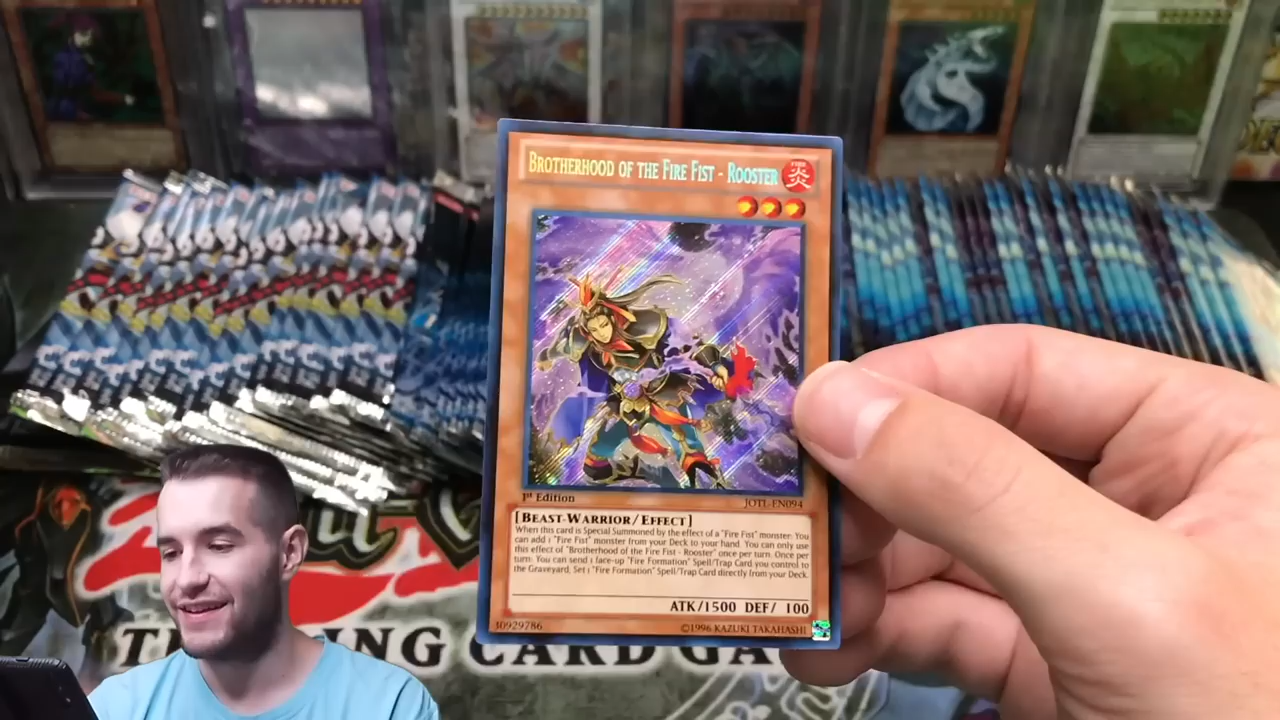 BROTHERHOOD OF THE FIRE FIST - ROOSTER
FIRE
炎
1st Edition
JOTL-EN094
[BEAST-WARRIOR/EFFECT]
When this card is Special Summoned by the effect of a "Fire Fist" monster: You
can add 1 "Fire Fist" monster from your Deck to your hand. You can only use
this effect of "Brotherhood of the Fire Fist - Rooster" once per turn. Once per
turn: You can send 1 face-up "Fire Formation" Spell/Trap Card you control to
the Graveyard; Set 1 "Fire Formation" Spell/Trap Card directly from your Deck.
ATK/1500 DEF/ 100
30929786
©1996 KAZUKI TAKAHASHI
CARD